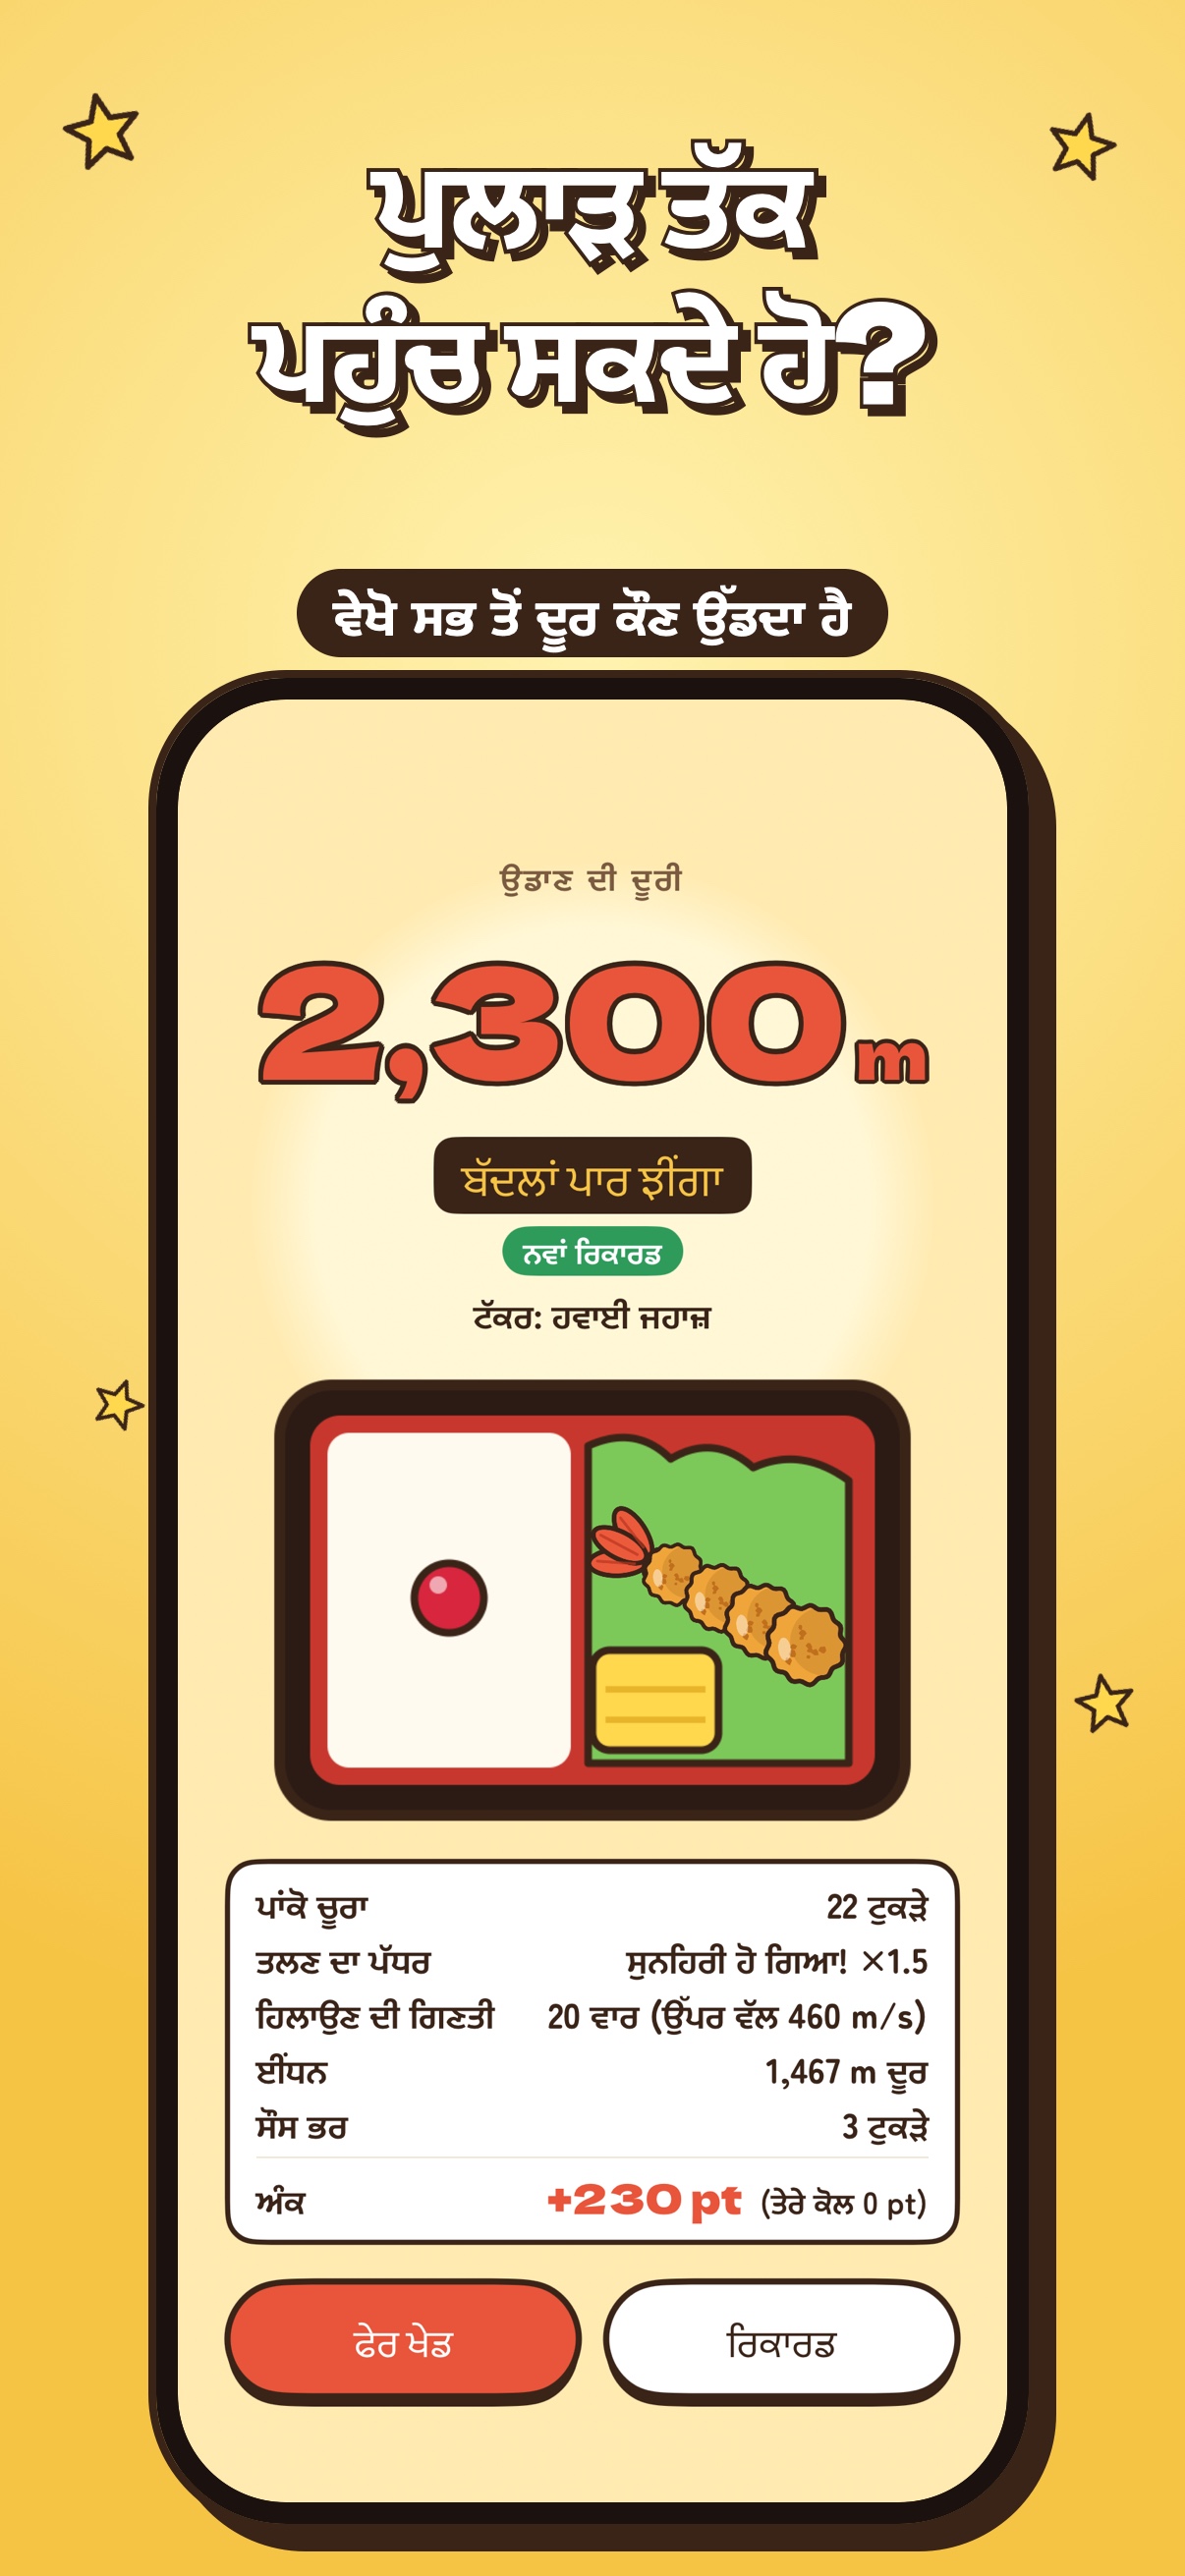 ਪੁਲਾੜ ਤੱਕ
ਪਹੁੰਚ ਸਕਦੇ ਹੋ?
ਵੇਖੋ ਸਭ ਤੋਂ ਦੂਰ ਕੌਣ ਉੱਡਦਾ ਹੈ
ਉਡਾਣ ਦੀ ਦੂਰੀ
2,300 m
ਬੱਦਲਾਂ ਪਾਰ ਝੀਂਗਾ
ਨਵਾਂ ਰਿਕਾਰਡ
ਟੱਕਰ: ਹਵਾਈ ਜਹਾਜ਼
ਪਾਂਕੋ ਚੂਰਾ 22 ਟੁਕੜੇ
ਤਲਣ ਦਾ ਪੱਧਰ ਸੁਨਹਿਰੀ ਹੋ ਗਿਆ! ×1.5
ਹਿਲਾਉਣ ਦੀ ਗਿਣਤੀ 20 ਵਾਰ (ਉੱਪਰ ਵੱਲ 460 m/s)
ਈਂਧਨ 1,467 m ਦੂਰ
ਸੌਸ ਭਰ 3 ਟੁਕੜੇ
ਅੰਕ +230 pt (ਤੇਰੇ ਕੋਲ 0 pt)
ਫੇਰ ਖੇਡ ਰਿਕਾਰਡ